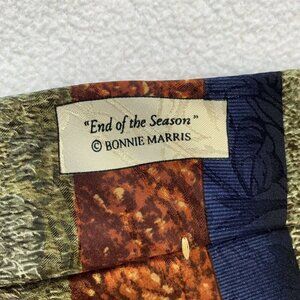 "End of the Season"
© BONNIE MARRIS